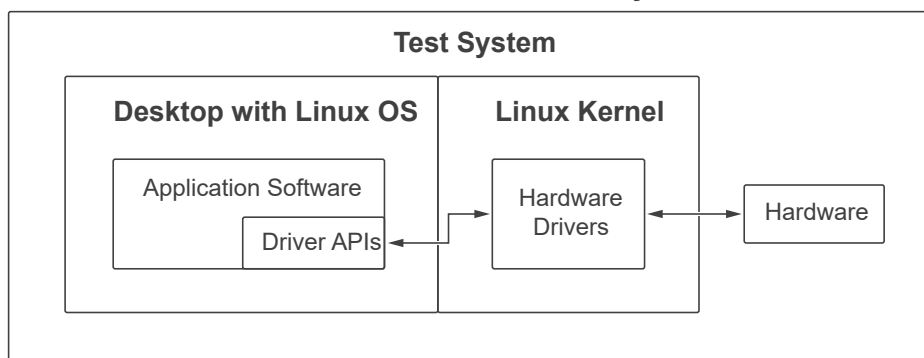 Test System
Desktop with Linux OS
Linux Kernel
Application Software
Driver APIs
Hardware
Drivers
Hardware